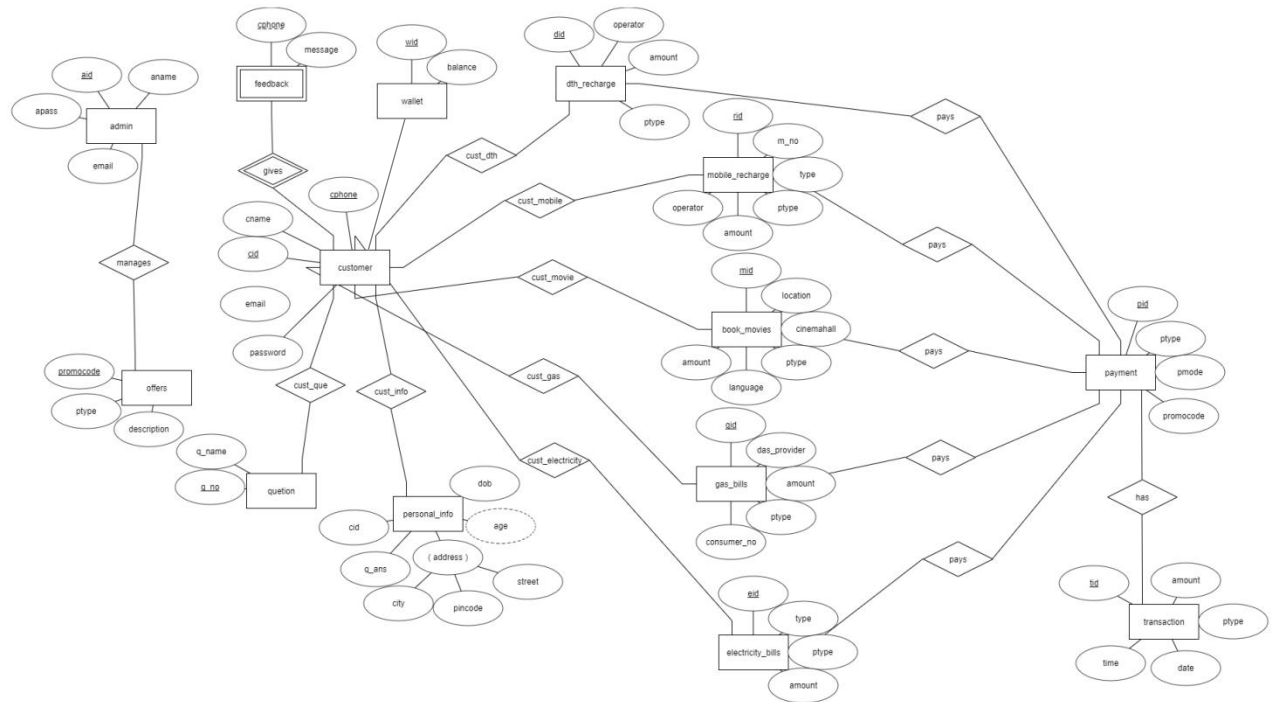 cphone
message
feedback
gives
wid
balance
wallet
did
operator
amount
dth_recharge
ptype
pays
aid
aname
apass
admin
email
manages
promocode
offers
ptype
description
cphone
cname
cid
customer
email
password
cust_dth
cust_mobile
cust_movie
cust_gas
cust_electricity
cust_que
cust_info
q_name
q_no
quetion
dob
personal_info
cid
age
q_ans
( address )
street
city
pincode
rid
m_no
mobile_recharge
type
operator
ptype
amount
pays
mid
location
book_movies
cinemahall
amount
ptype
language
pays
das_provider
gas_bills
amount
ptype
consumer_no
pays
eid
type
electricity_bills
ptype
amount
pays
pid
ptype
payment
pmode
promocode
has
tid
amount
transaction
ptype
time
date